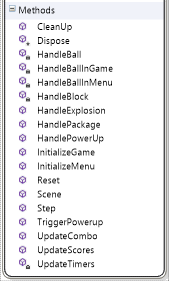 Methods
CleanUp
Dispose
HandleBall
HandleBallInGame
HandleBallInMenu
HandleBlock
HandleExplosion
HandlePackage
HandlePowerUp
InitializeGame
InitializeMenu
Reset
Scene
Step
TriggerPowerup
UpdateCombo
UpdateScores
UpdateTimers